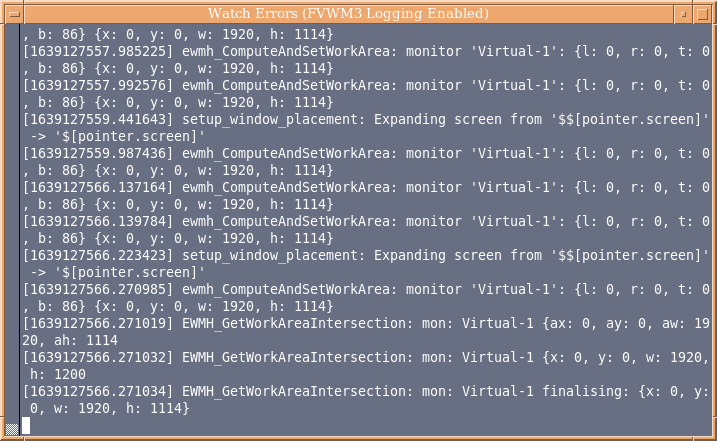 Watch Errors (FVWM3 Logging Enabled)
, b: 86} {x: 0, y: 0, w: 1920, h: 1114}
[1639127557.985225] ewmh_ComputeAndSetWorkArea: monitor 'Virtual-1': {l: 0, r: 0, t: 0
, b: 86} {x: 0, y: 0, w: 1920, h: 1114}
[1639127557.992576] ewmh_ComputeAndSetWorkArea: monitor 'Virtual-1': {l: 0, r: 0, t: 0
, b: 86} {x: 0, y: 0, w: 1920, h: 1114}
[1639127559.441643] setup_window_placement: Expanding screen from '$$[pointer.screen]'
 -> '$[pointer.screen]'
[1639127559.987436] ewmh_ComputeAndSetWorkArea: monitor 'Virtual-1': {l: 0, r: 0, t: 0
, b: 86} {x: 0, y: 0, w: 1920, h: 1114}
[1639127566.137164] ewmh_ComputeAndSetWorkArea: monitor 'Virtual-1': {l: 0, r: 0, t: 0
, b: 86} {x: 0, y: 0, w: 1920, h: 1114}
[1639127566.139784] ewmh_ComputeAndSetWorkArea: monitor 'Virtual-1': {l: 0, r: 0, t: 0
, b: 86} {x: 0, y: 0, w: 1920, h: 1114}
[1639127566.223423] setup_window_placement: Expanding screen from '$$[pointer.screen]'
 -> '$[pointer.screen]'
[1639127566.270985] ewmh_ComputeAndSetWorkArea: monitor 'Virtual-1': {l: 0, r: 0, t: 0
, b: 86} {x: 0, y: 0, w: 1920, h: 1114}
[1639127566.271019] EWMH_GetWorkAreaIntersection: mon: Virtual-1 {ax: 0, ay: 0, aw: 19
20, ah: 1114
[1639127566.271032] EWMH_GetWorkAreaIntersection: mon: Virtual-1 {x: 0, y: 0, w: 1920,
 h: 1200
[1639127566.271034] EWMH_GetWorkAreaIntersection: mon: Virtual-1 finalising: {x: 0, y:
 0, w: 1920, h: 1114}